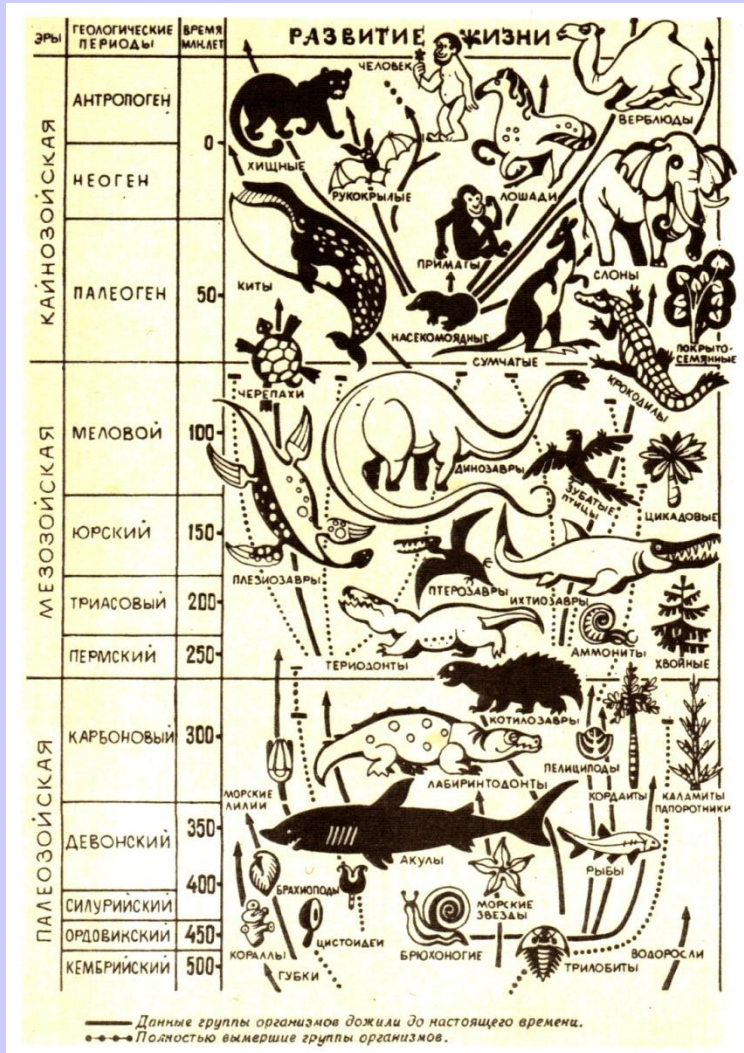 ЭРЫ
ГЕОЛОГИЧЕСКИЕ
ПЕРИОДЫ
ВРЕМЯ
МЛН.ЛЕТ
РАЗВИТИЕ ЖИЗНИ
КАЙНОЗОЙСКАЯ
МЕЗОЗОЙСКАЯ
ПАЛЕОЗОЙСКАЯ
АНТРОПОГЕН
НЕОГЕН
ПАЛЕОГЕН
МЕЛОВОЙ
ЮРСКИЙ
ТРИАСОВЫЙ
ПЕРМСКИЙ
КАРБОНОВЫЙ
ДЕВОНСКИЙ
СИЛУРИЙСКИЙ
ОРДОВИКСКИЙ
КЕМБРИЙСКИЙ
0
50
100
150
200
250
300
350
400
450
500
ЧЕЛОВЕК
ВЕРБЛЮДЫ
ХИЩНЫЕ
РУКОКРЫЛЫЕ
ЛОШАДИ
ПРИМАТЫ
СЛОНЫ
КИТЫ
НАСЕКОМОЯДНЫЕ
ПОКРЫТО-
СЕМЯННЫЕ
СУМЧАТЫЕ
ЧЕРЕПАХИ
КРОКОДИЛЫ
ДИНОЗАВРЫ
ЗУБАТЫЕ
ПТИЦЫ
ЦИКАДОВЫЕ
ПЛЕЗИОЗАВРЫ
ПТЕРОЗАВРЫ
ИХТИОЗАВРЫ
АММОНИТЫ
ХВОЙНЫЕ
ТЕРИОДОНТЫ
КОТИЛОЗАВРЫ
ЛАБИРИНТОДОНТЫ
ПЕЛИЦИПОДЫ
КОРДАИТЫ
КАЛАМИТЫ
ПАПОРОТНИКИ
МОРСКИЕ
ЛИЛИИ
АКУЛЫ
РЫБЫ
БРАХИОПОДЫ
МОРСКИЕ
ЗВЕЗДЫ
КОРАЛЛЫ
ЦИСТОИДЕИ
БРЮХОНОГИЕ
ТРИЛОБИТЫ
ВОДОРОСЛИ
ГУБКИ
Данные группы организмов дожили до настоящего времени.
Полностью вымершие группы организмов.